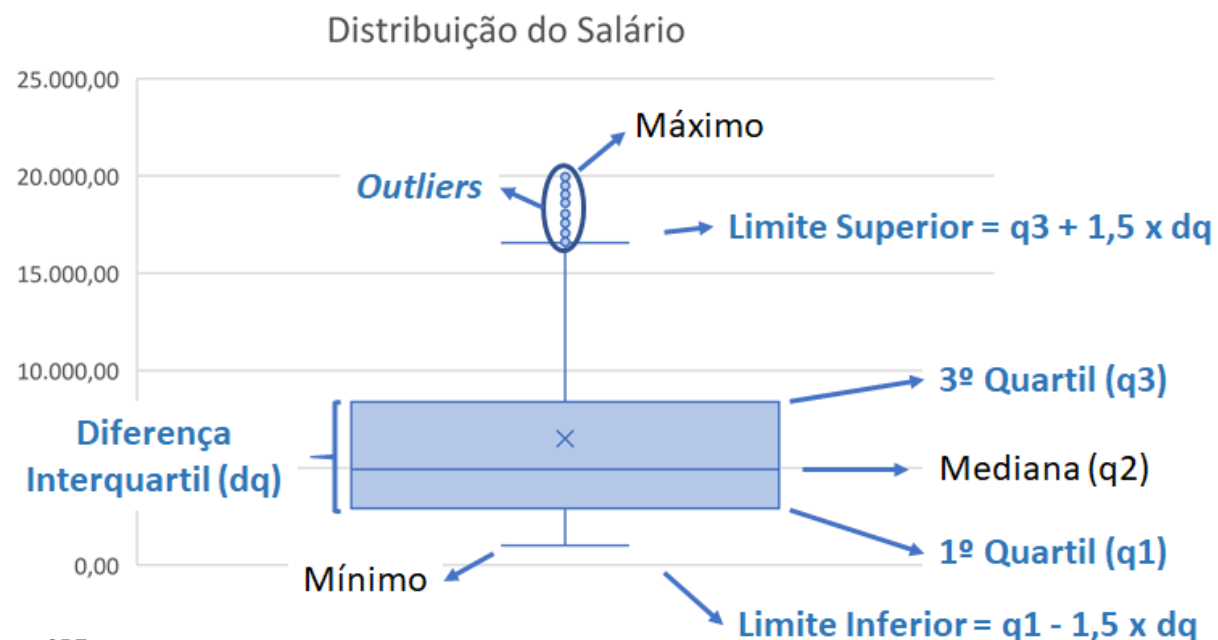 Distribuição do Salário
25.000,00
Máximo
20.000,00
Outliers
Limite Superior = q3 + 1,5 x dq
15.000,00
10.000,00
3º Quartil (q3)
Diferença
Interquartil (dq)
Mediana (q2)
1º Quartil (q1)
0,00
Mínimo
Limite Inferior = q1 - 1,5 x dq